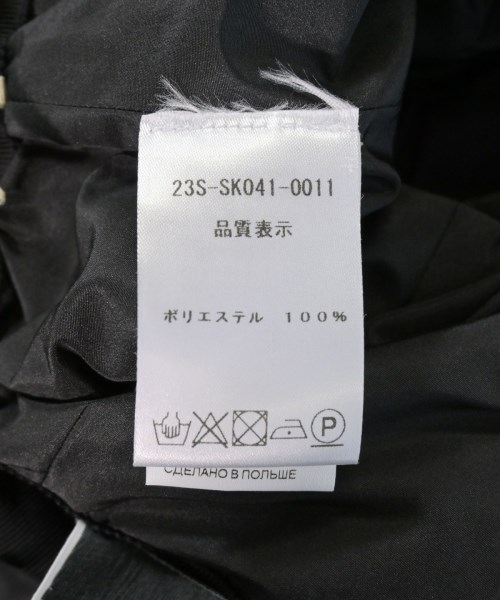 23S-SK041-0011
品質表示
ポリエステル 100%
P
СДЕЛАНО В ПОЛЬШЕ